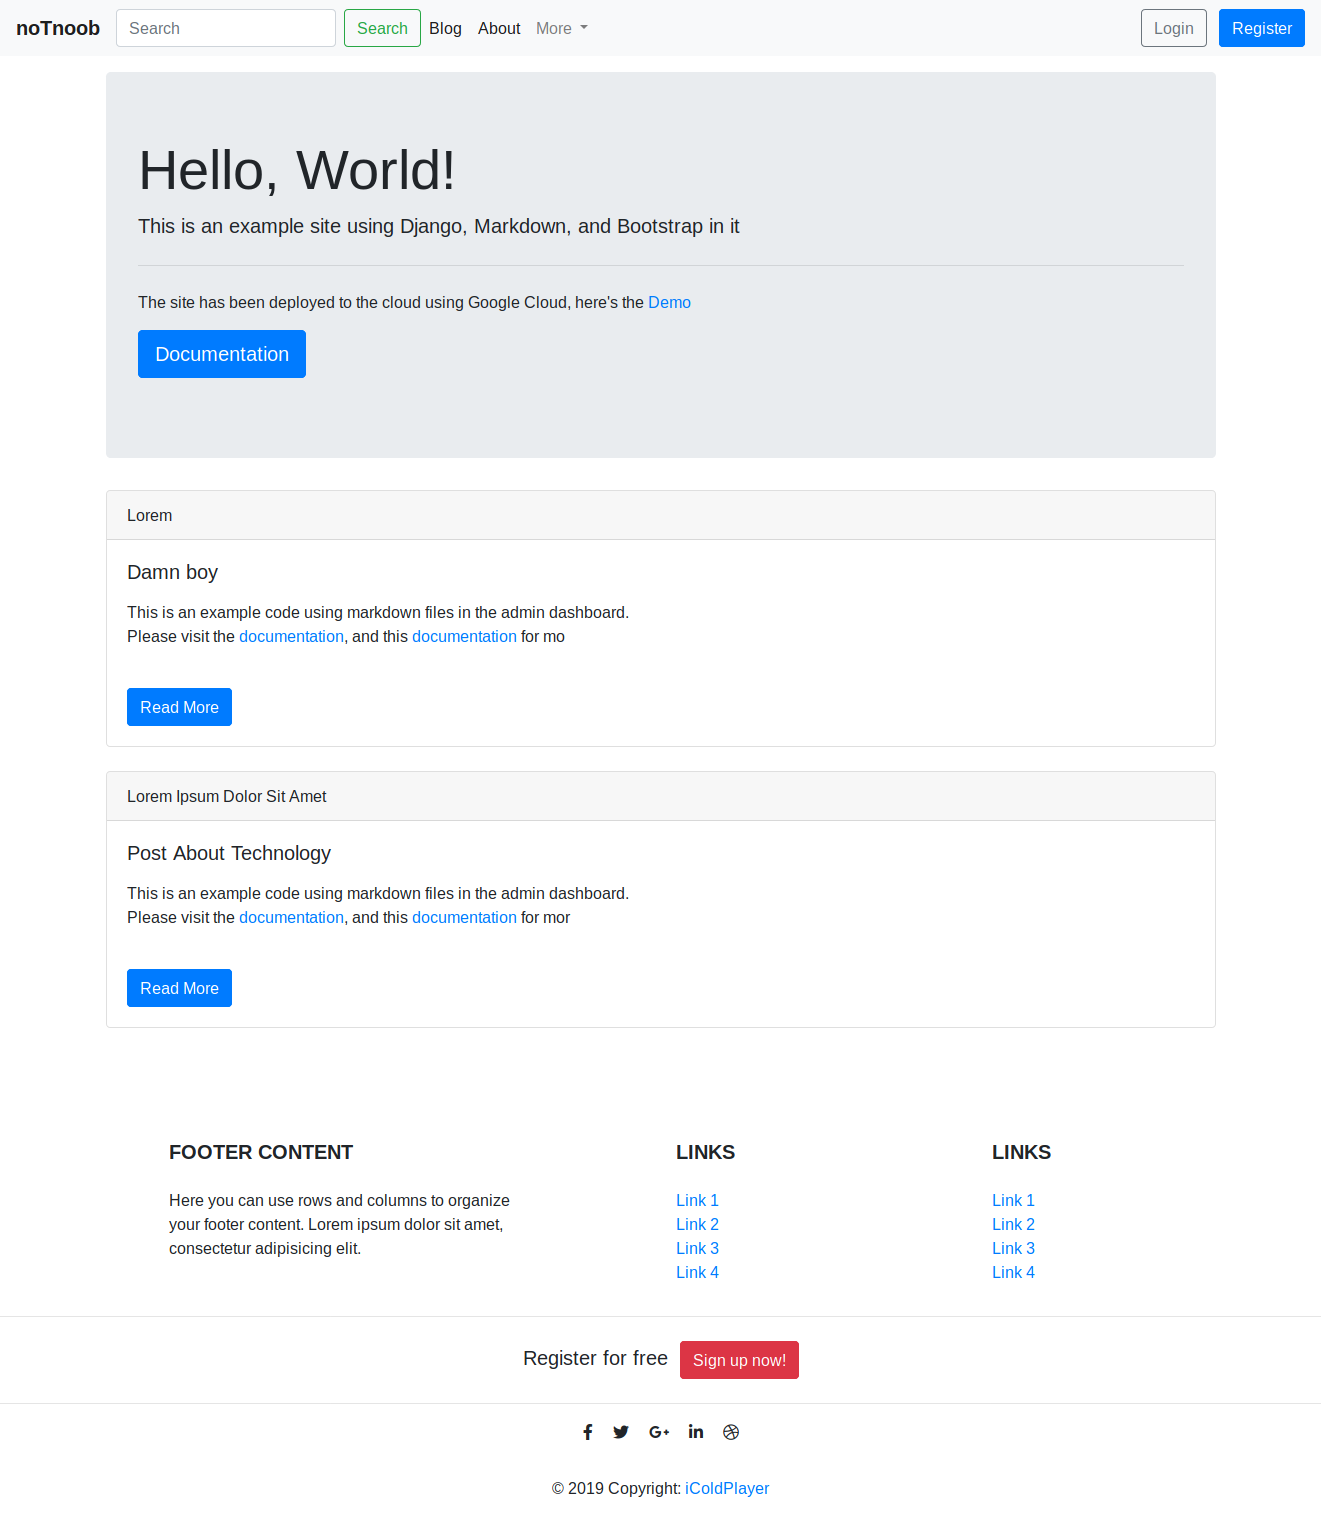 noTnoob Search Search Blog About More Login Register
Hello, World!
This is an example site using Django, Markdown, and Bootstrap in it
The site has been deployed to the cloud using Google Cloud, here's the Demo
Documentation
Lorem
Damn boy
This is an example code using markdown files in the admin dashboard.
Please visit the documentation, and this documentation for mo
Read More
Lorem Ipsum Dolor Sit Amet
Post About Technology
This is an example code using markdown files in the admin dashboard.
Please visit the documentation, and this documentation for mor
Read More
FOOTER CONTENT
Here you can use rows and columns to organize
your footer content. Lorem ipsum dolor sit amet,
consectetur adipisicing elit.
LINKS
Link 1
Link 2
Link 3
Link 4
LINKS
Link 1
Link 2
Link 3
Link 4
Register for free Sign up now!
© 2019 Copyright: iColdPlayer